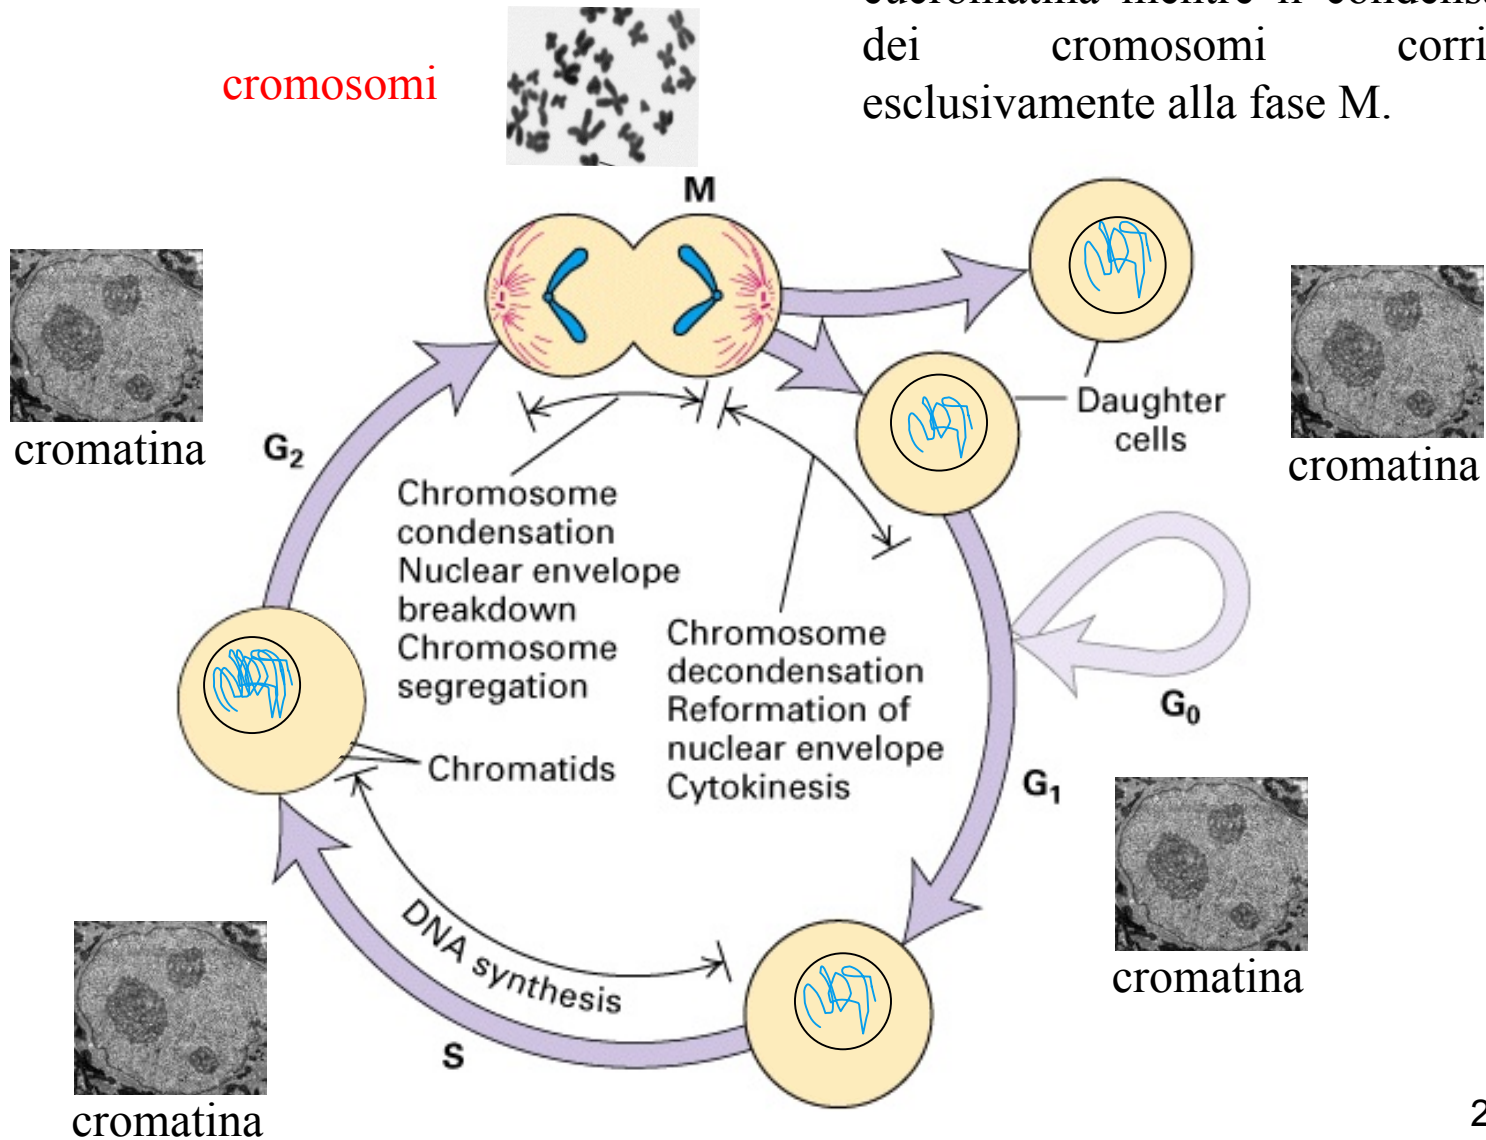 dei cromosomi
esclusivamente alla fase M.
cromosomi
M
cromatina
G2
Daughter
cells
cromatina
Chromosome
condensation
Nuclear envelope
breakdown
Chromosome
segregation
Chromosome
decondensation
Reformation of
nuclear envelope
Cytokinesis
G0
Chromatids
G1
cromatina
DNA synthesis
S
cromatina
2